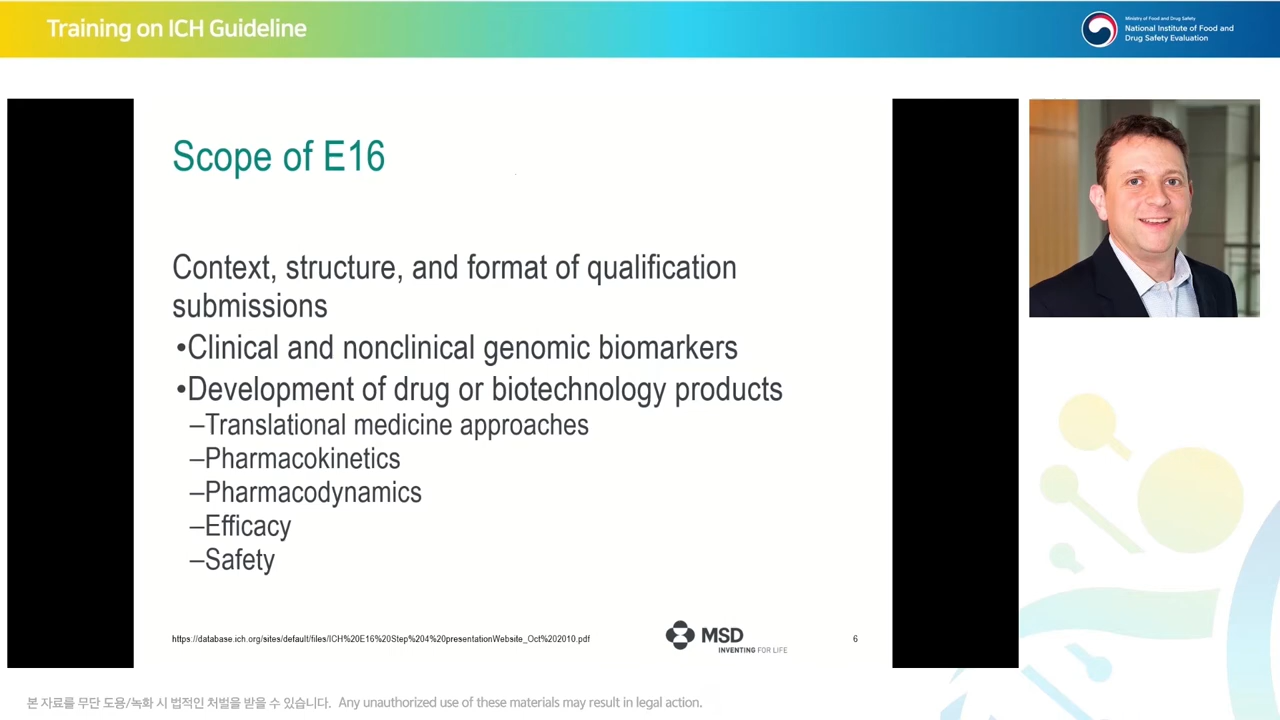 Training on ICH Guideline
Ministry of Food and Drug Safety
National Institute of Food and
Drug Safety Evaluation
Scope of E16
Context, structure, and format of qualification
submissions
•Clinical and nonclinical genomic biomarkers
•Development of drug or biotechnology products
–Translational medicine approaches
–Pharmacokinetics
–Pharmacodynamics
–Efficacy
–Safety
https://database.ich.org/sites/default/files/ICH%20E16%20Step%204%20presentationWebsite_Oct%202010.pdf
MSD
INVENTING FOR LIFE
6
본 자료를 무단 도용/녹화 시 법적인 처벌을 받을 수 있습니다. Any unauthorized use of these materials may result in legal action.